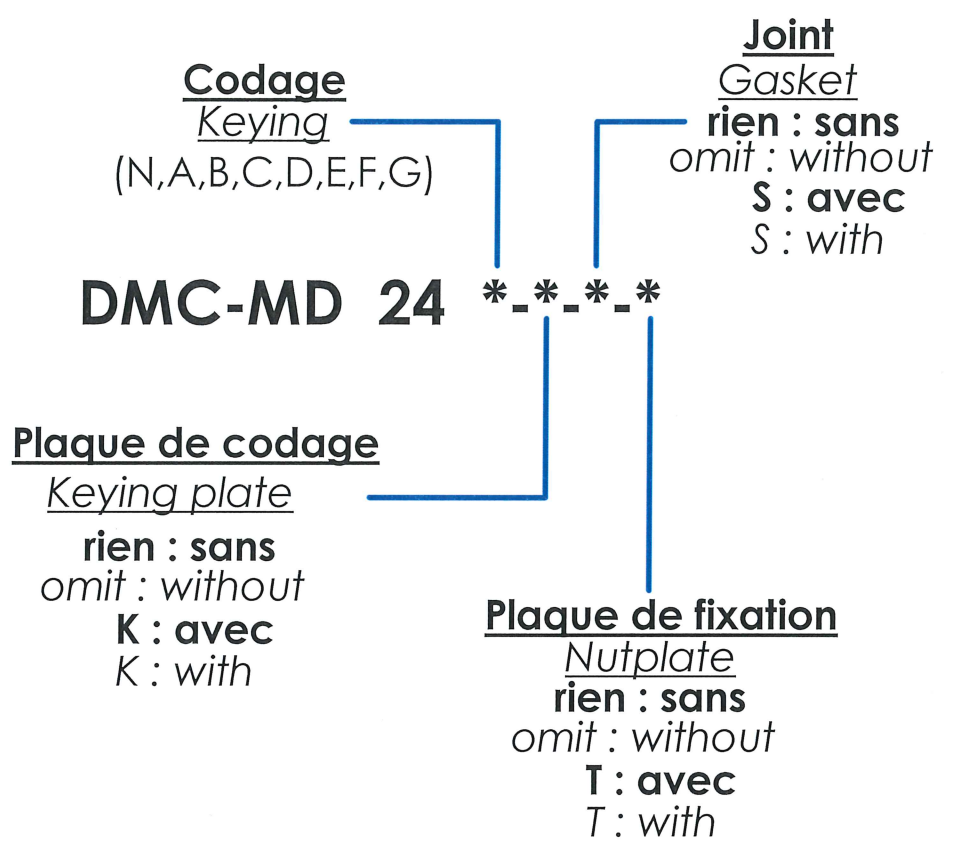 Codage
Keying
(N,A,B,C,D,E,F,G)
Joint
Gasket
rien : sans
omit : without
S : avec
S : with
DMC-MD 24 *-*-*-*
Plaque de codage
Keying plate
rien : sans
omit : without
K : avec
K : with
Plaque de fixation
Nutplate
rien : sans
omit : without
T : avec
T : with